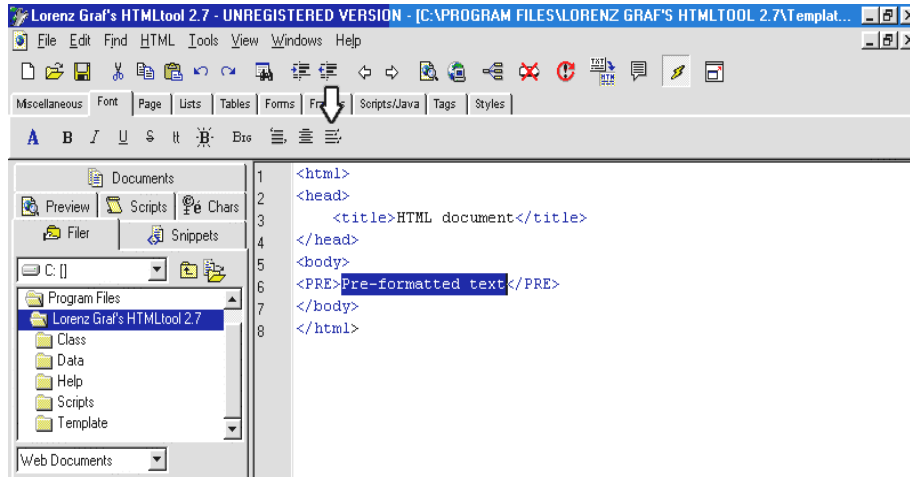 Lorenz Graf's HTMLtool 2.7 - UNREGISTERED VERSION - [C:\PROGRAM FILES\LORENZ GRAF'S HTMLTOOL 2.7\Templat...
File Edit Find HTML Tools View Windows Help
Miscellaneous Font Page Lists Tables Forms Scripts/Java Tags Styles
A B I U S tt B BIG
Documents
Preview Scripts Pé Chars
Filer Snippets
C: []
Program Files
Lorenz Graf's HTMLtool 2.7
Class
Data
Help
Scripts
Template
Web Documents
1 <html>
2 <head>
3 <title>HTML document</title>
4 </head>
5 <body>
6 <PRE>Pre-formatted text</PRE>
7 </body>
8 </html>